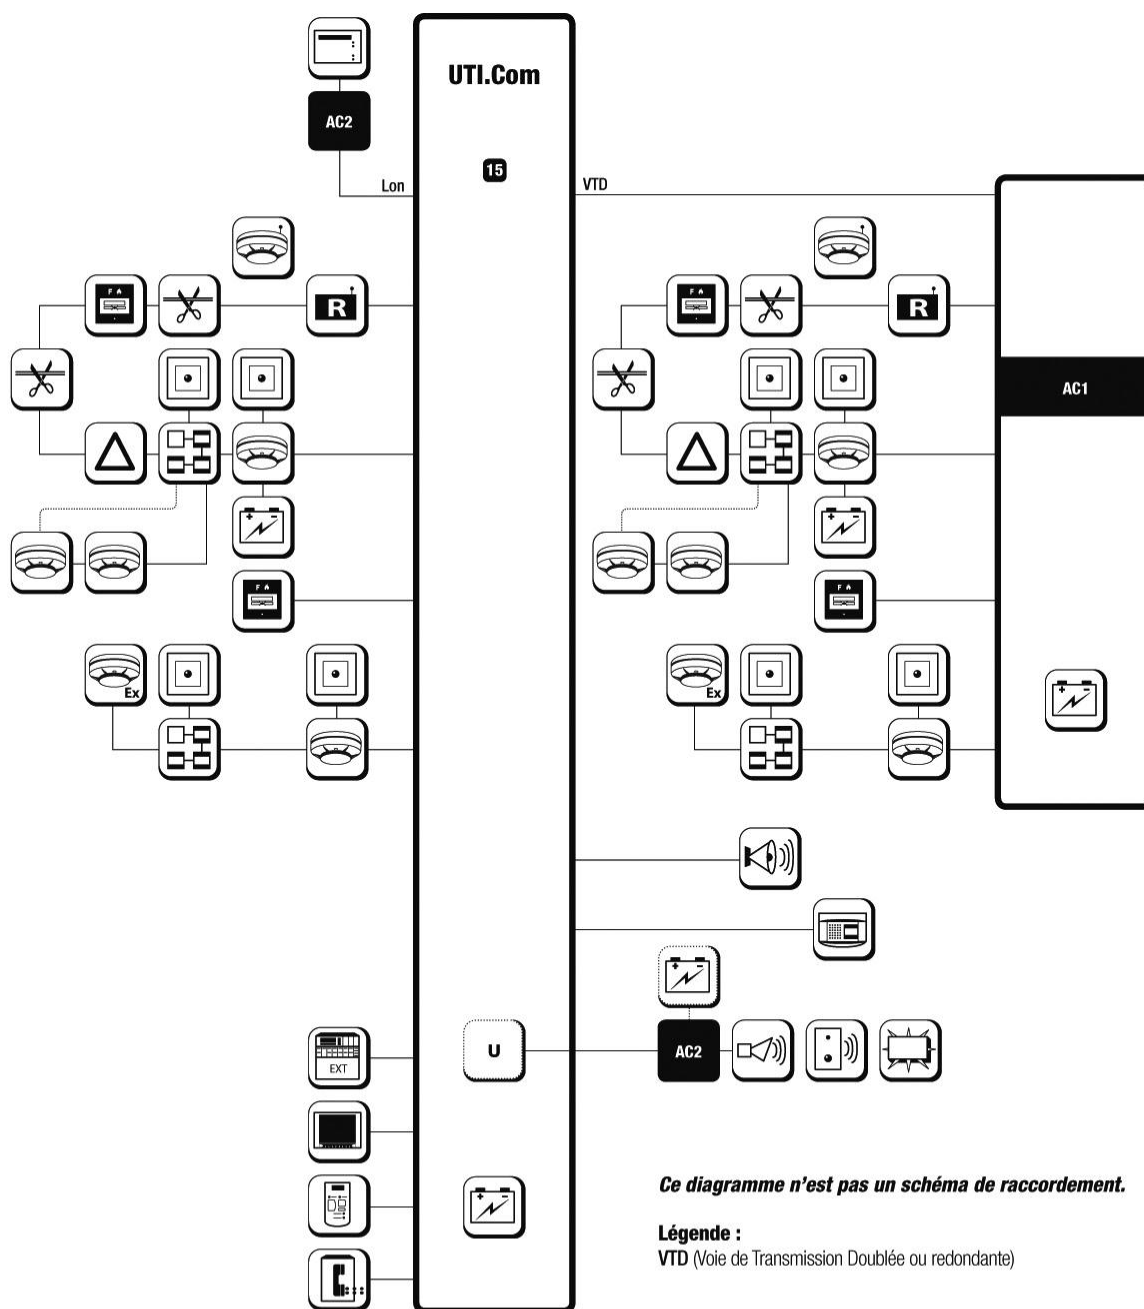 UTI.Com
AC2
15
Lon
VTD
F
R
F
R
AC1
F
F
Ex
Ex
U
AC2
EXT
Ce diagramme n'est pas un schéma de raccordement.
Légende :
VTD (Voie de Transmission Doublée ou redondante)